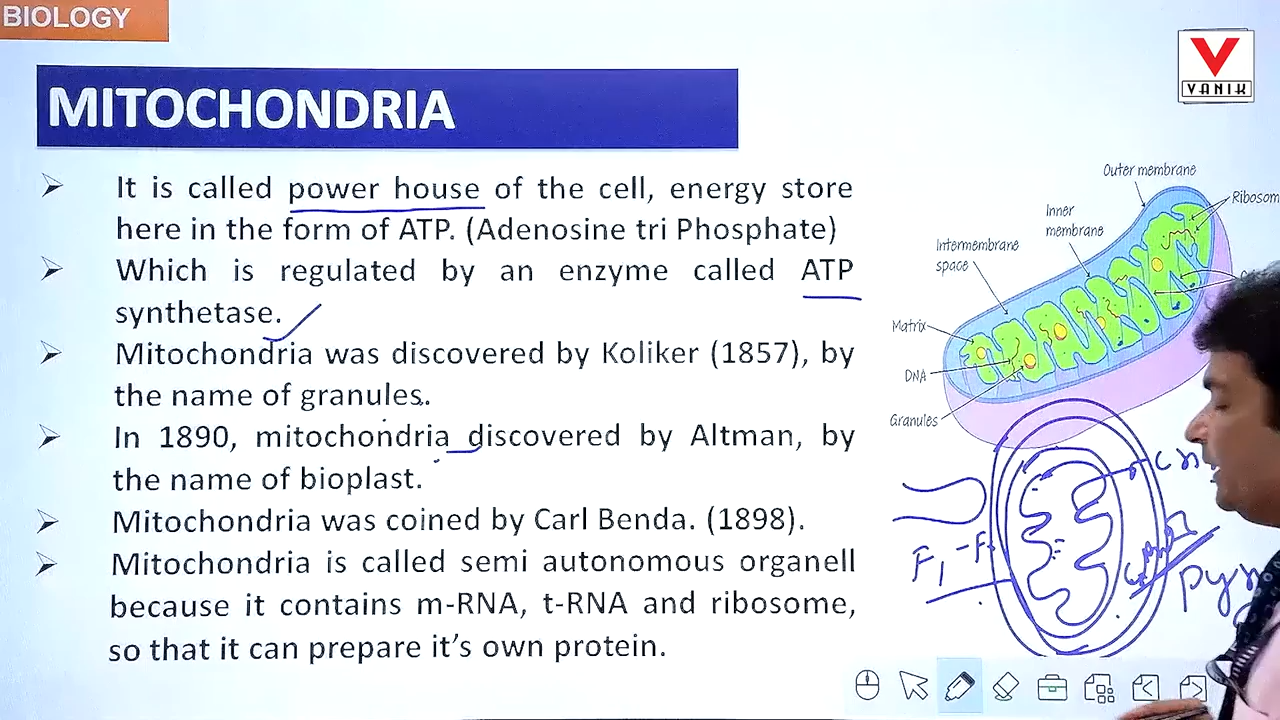 BIOLOGY
VANIK
MITOCHONDRIA
➢ It is called power house of the cell, energy store
here in the form of ATP. (Adenosine tri Phosphate)
➢ Which is regulated by an enzyme called ATP
synthetase.
➢ Mitochondria was discovered by Koliker (1857), by
the name of granules.
➢ In 1890, mitochondria discovered by Altman, by
the name of bioplast.
➢ Mitochondria was coined by Carl Benda. (1898).
➢ Mitochondria is called semi autonomous organell
because it contains m-RNA, t-RNA and ribosome,
so that it can prepare it's own protein.
Outer membrane
Ribosom
Inner
membrane
Intermembrane
space
Matrix
DNA
Granules
F₁ -F